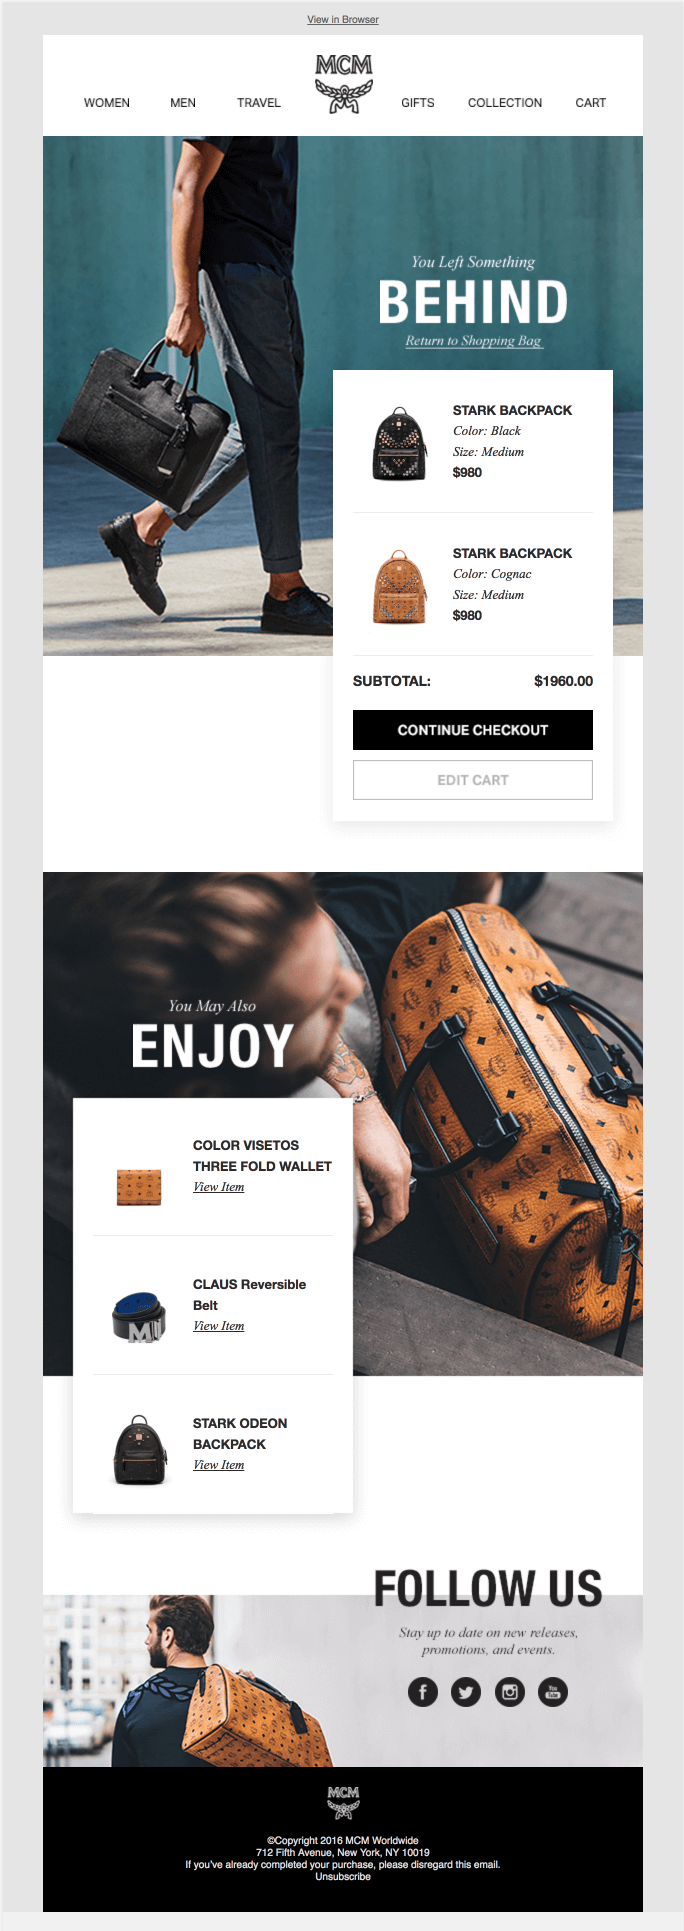 View in Browser
MCM
WOMEN MEN TRAVEL GIFTS COLLECTION CART
You Left Something
BEHIND
Return to Shopping Bag
STARK BACKPACK
Color: Black
Size: Medium
$980
STARK BACKPACK
Color: Cognac
Size: Medium
$980
SUBTOTAL: $1960.00
CONTINUE CHECKOUT
EDIT CART
You May Also
ENJOY
COLOR VISETOS
THREE FOLD WALLET
View Item
CLAUS Reversible
Belt
View Item
STARK ODEON
BACKPACK
View Item
FOLLOW US
Stay up to date on new releases,
promotions, and events.
You Tube
MCM
©Copyright 2016 MCM Worldwide
712 Fifth Avenue, New York, NY 10019
If you've already completed your purchase, please disregard this email.
Unsubscribe